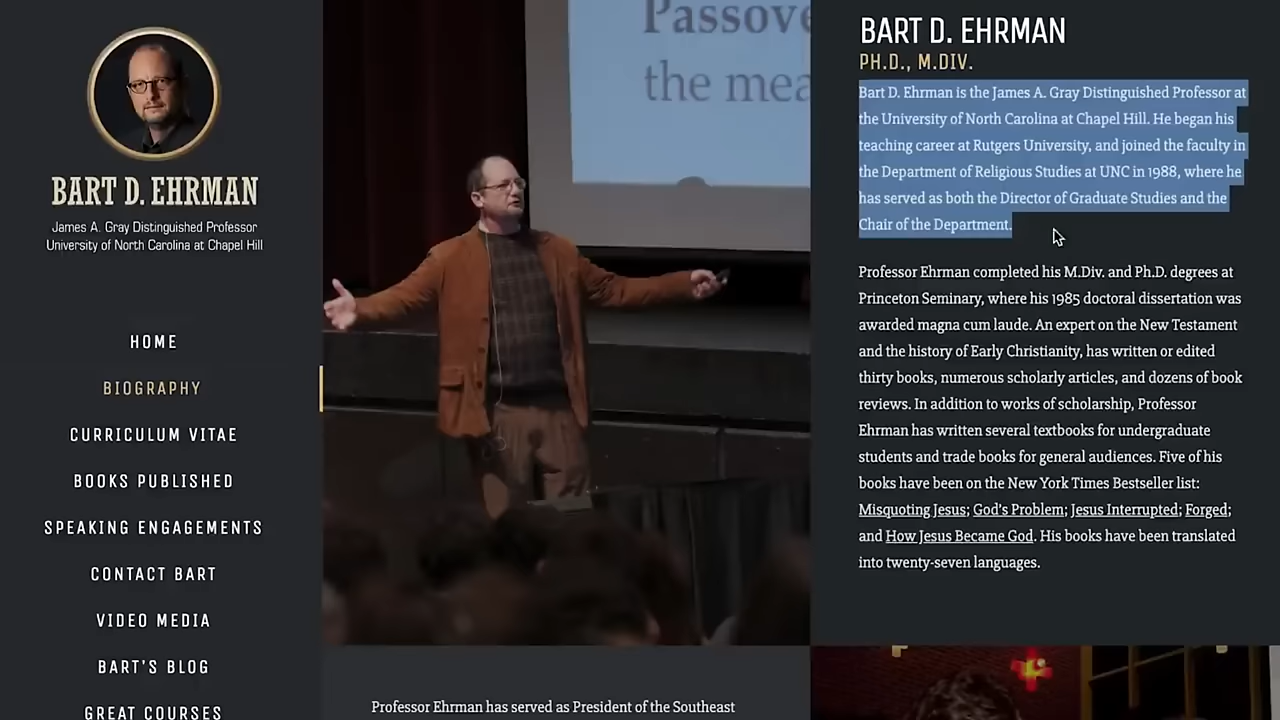 BART D. EHRMAN
James A. Gray Distinguished Professor
University of North Carolina at Chapel Hill
HOME
BIOGRAPHY
CURRICULUM VITAE
BOOKS PUBLISHED
SPEAKING ENGAGEMENTS
CONTACT BART
VIDEO MEDIA
BART'S BLOG
GREAT COURSES
Passove
the mea
Professor Ehrman has served as President of the Southeast
BART D. EHRMAN
PH.D., M.DIV.
Bart D. Ehrman is the James A. Gray Distinguished Professor at
the University of North Carolina at Chapel Hill. He began his
teaching career at Rutgers University, and joined the faculty in
the Department of Religious Studies at UNC in 1988, where he
has served as both the Director of Graduate Studies and the
Chair of the Department.
Professor Ehrman completed his M.Div. and Ph.D. degrees at
Princeton Seminary, where his 1985 doctoral dissertation was
awarded magna cum laude. An expert on the New Testament
and the history of Early Christianity, has written or edited
thirty books, numerous scholarly articles, and dozens of book
reviews. In addition to works of scholarship, Professor
Ehrman has written several textbooks for undergraduate
students and trade books for general audiences. Five of his
books have been on the New York Times Bestseller list:
Misquoting Jesus; God's Problem; Jesus Interrupted; Forged;
and How Jesus Became God. His books have been translated
into twenty-seven languages.